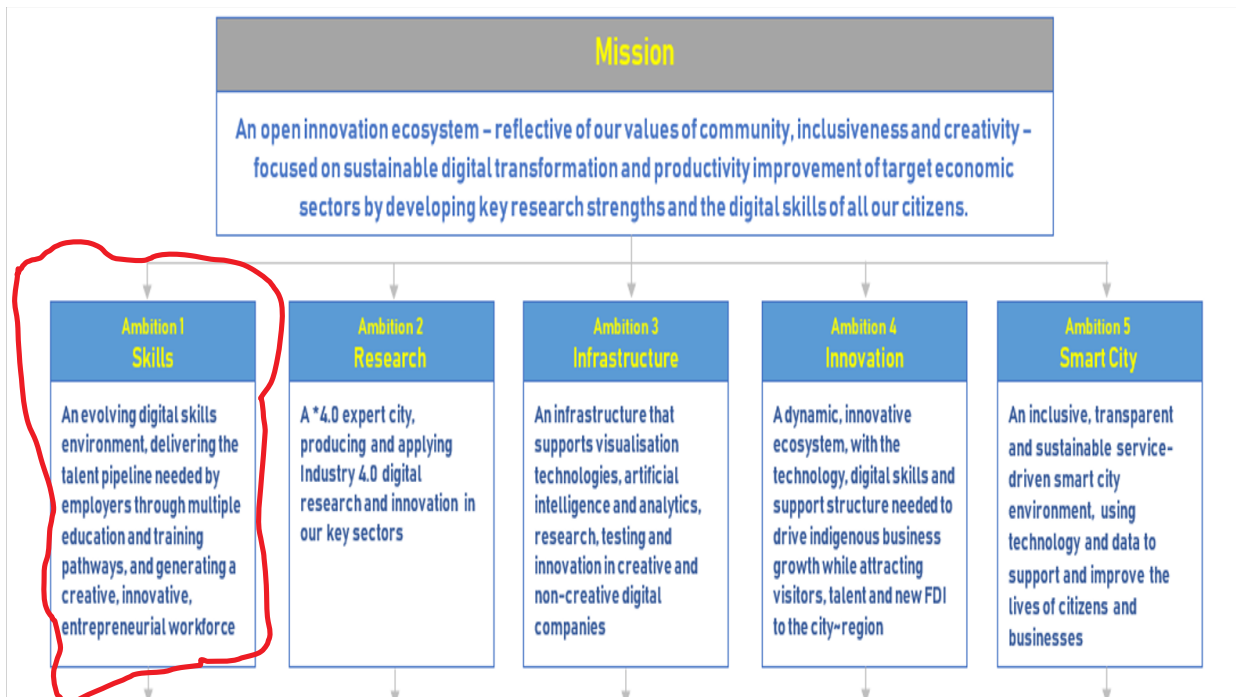 Mission
An open innovation ecosystem – reflective of our values of community, inclusiveness and creativity –
focused on sustainable digital transformation and productivity improvement of target economic
sectors by developing key research strengths and the digital skills of all our citizens.
Ambition 1
Skills
An evolving digital skills
environment, delivering the
talent pipeline needed by
employers through multiple
education and training
pathways, and generating a
creative, innovative,
entrepreneurial workforce
Ambition 2
Research
A *4.0 expert city,
producing and applying
Industry 4.0 digital
research and innovation in
our key sectors
Ambition 3
Infrastructure
An infrastructure that
supports visualisation
technologies, artificial
intelligence and analytics,
research, testing and
innovation in creative and
non-creative digital
companies
Ambition 4
Innovation
A dynamic, innovative
ecosystem, with the
technology, digital skills and
support structure needed to
drive indigenous business
growth while attracting
visitors, talent and new FDI
to the city~region
Ambition 5
Smart City
An inclusive, transparent
and sustainable service-
driven smart city
environment, using
technology and data to
support and improve the
lives of citizens and
businesses